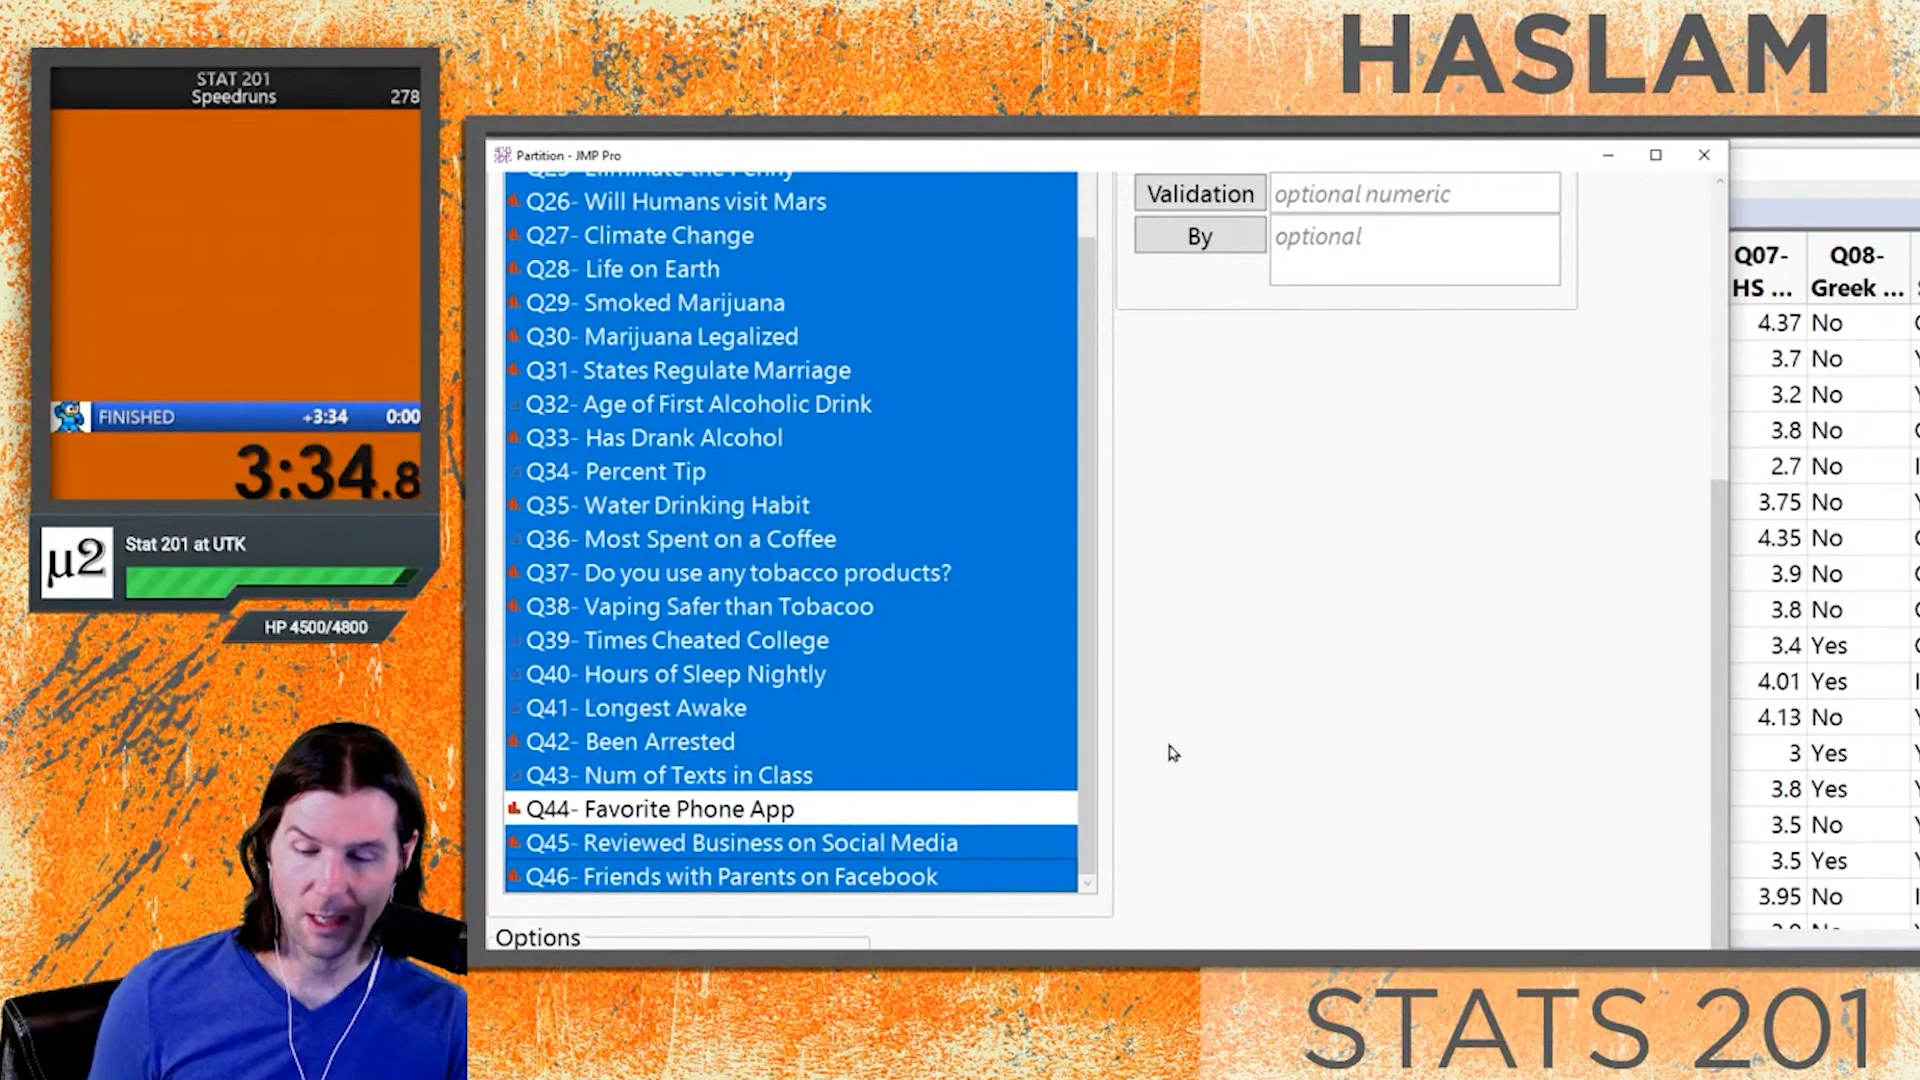 HASLAM
STAT 201
Speedruns 278
FINISHED +3:34 0:00
3:34.8
µ2 Stat 201 at UTK
HP 4500/4800
Partition - JMP Pro
Q25- Eliminate the Penny
Q26- Will Humans visit Mars
Q27- Climate Change
Q28- Life on Earth
Q29- Smoked Marijuana
Q30- Marijuana Legalized
Q31- States Regulate Marriage
Q32- Age of First Alcoholic Drink
Q33- Has Drank Alcohol
Q34- Percent Tip
Q35- Water Drinking Habit
Q36- Most Spent on a Coffee
Q37- Do you use any tobacco products?
Q38- Vaping Safer than Tobacoo
Q39- Times Cheated College
Q40- Hours of Sleep Nightly
Q41- Longest Awake
Q42- Been Arrested
Q43- Num of Texts in Class
Q44- Favorite Phone App
Q45- Reviewed Business on Social Media
Q46- Friends with Parents on Facebook
Options
Validation optional numeric
By optional
Q07- Q08-
HS ... Greek ...
4.37 No
3.7 No
3.2 No
3.8 No
2.7 No
3.75 No
4.35 No
3.9 No
3.8 No
3.4 Yes
4.01 Yes
4.13 No
3 Yes
3.8 Yes
3.5 No
3.5 Yes
3.95 No
STATS 201